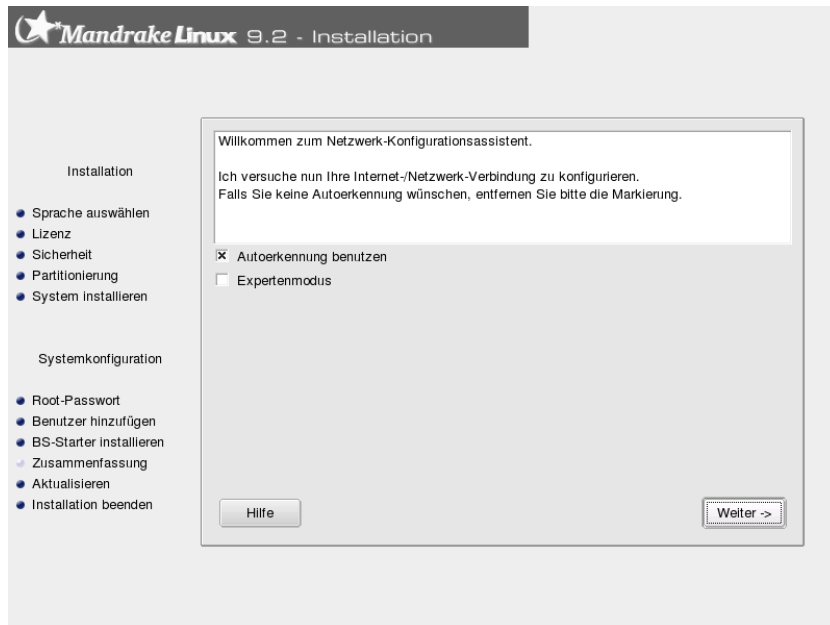 MandrakeLinux 9.2 - Installation
Installation
Sprache auswählen
Lizenz
Sicherheit
Partitionierung
System installieren
Systemkonfiguration
Root-Passwort
Benutzer hinzufügen
BS-Starter installieren
Zusammenfassung
Aktualisieren
Installation beenden
Willkommen zum Netzwerk-Konfigurationsassistent.
Ich versuche nun Ihre Internet-/Netzwerk-Verbindung zu konfigurieren.
Falls Sie keine Autoerkennung wünschen, entfernen Sie bitte die Markierung.
Autoerkennung benutzen
Expertenmodus
Hilfe
Weiter ->